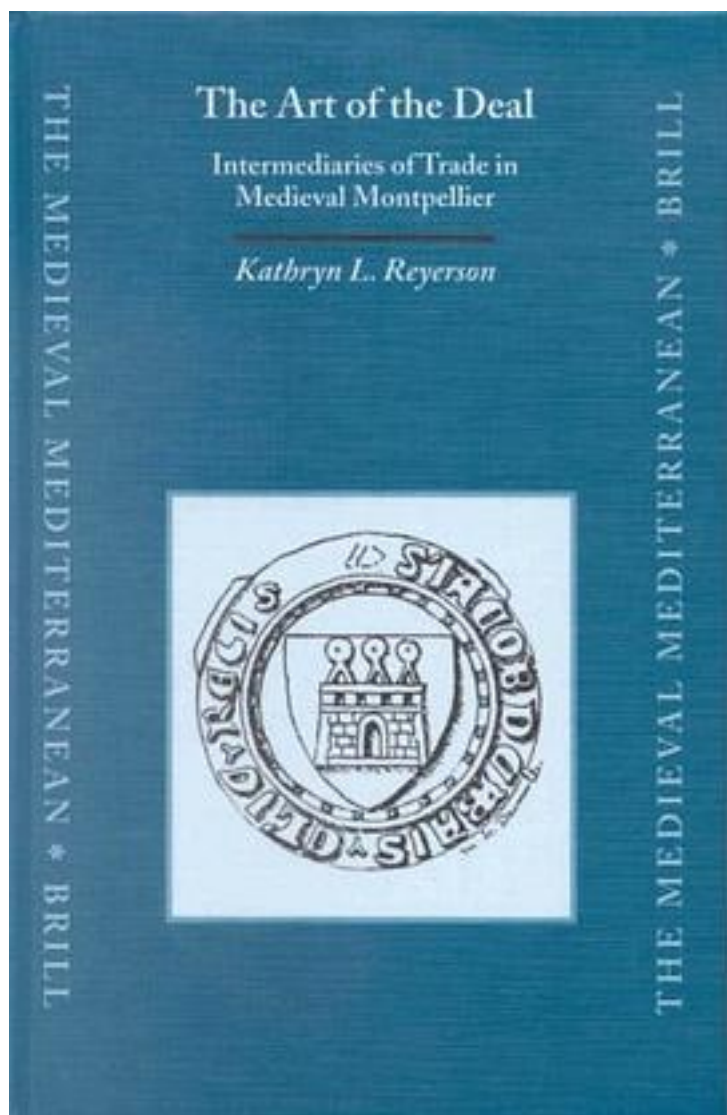 The Art of the Deal
Intermediaries of Trade in
Medieval Montpellier
Kathryn L. Reyerson
THE MEDIEVAL MEDITERRANEAN * BRILL
THE MEDIEVAL MEDITERRANEAN * BRILL